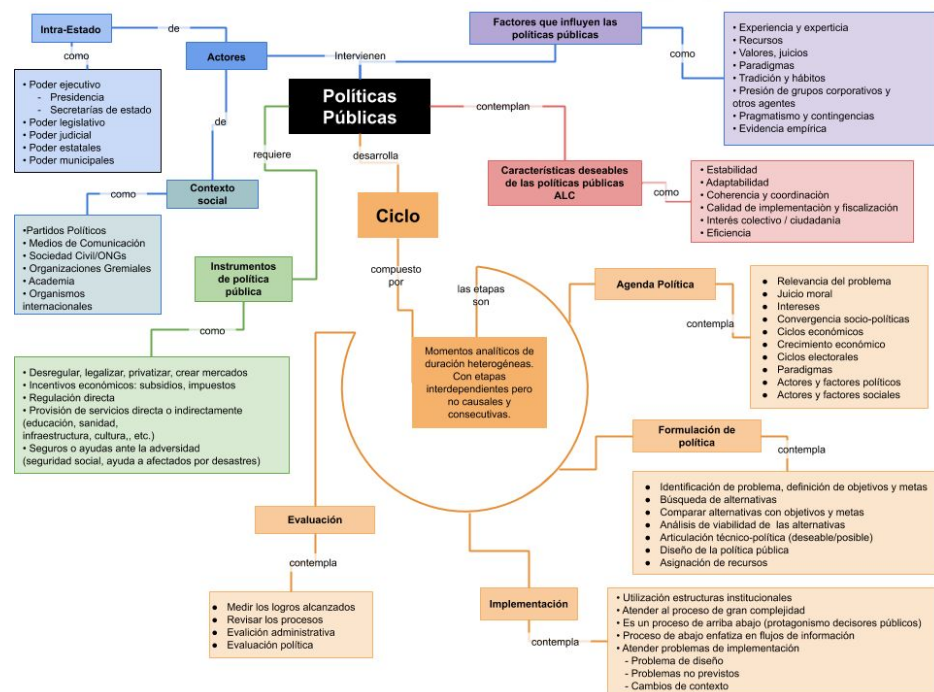 Intra-Estado
de
Actores
como
• Poder ejecutivo
- Presidencia
- Secretarías de estado
• Poder legislativo
• Poder judicial
• Poder estatales
• Poder municipales
de
Contexto
social
como
•Partidos Políticos
• Medios de Comunicación
• Sociedad Civil/ONGs
• Organizaciones Gremiales
• Academia
• Organismos
internacionales
Intervienen
Factores que influyen las
políticas públicas
como
• Experiencia y experticia
• Recursos
• Valores, juicios
• Paradigmas
• Tradición y hábitos
• Presión de grupos corporativos y
otros agentes
• Pragmatismo y contingencias
• Evidencia empírica
Políticas
Públicas
contemplan
Características deseables
de las políticas públicas
ALC
como
• Estabilidad
• Adaptabilidad
• Coherencia y coordinaciòn
• Calidad de implementaciòn y fiscalización
• Interés colectivo / ciudadanìa
• Eficiencia
requiere
Instrumentos
de política
pública
como
• Desregular, legalizar, privatizar, crear mercados
• Incentivos económicos: subsidios, impuestos
• Regulación directa
• Provisión de servicios directa o indirectamente
(educación, sanidad,
infraestructura, cultura,, etc.)
• Seguros o ayudas ante la adversidad
(seguridad social, ayuda a afectados por desastres)
desarrolla
Ciclo
compuesto
por
Momentos analíticos de
duración heterogéneas.
Con etapas
interdependientes pero
no causales y
consecutivas.
las etapas
son
Agenda Política
contempla
● Relevancia del problema
● Juicio moral
● Intereses
● Convergencia socio-políticas
● Ciclos económicos
● Crecimiento económico
● Ciclos electorales
● Paradigmas
● Actores y factores políticos
● Actores y factores sociales
Formulación de
política
contempla
● Identificación de problema, definición de objetivos y metas
● Búsqueda de alternativas
● Comparar alternativas con objetivos y metas
● Análisis de viabilidad de las alternativas
● Articulación técnico-política (deseable/posible)
● Diseño de la política pública
● Asignación de recursos
Implementación
contempla
• Utilización estructuras institucionales
• Atender al proceso de gran complejidad
• Es un proceso de arriba abajo (protagonismo decisores públicos)
• Proceso de abajo enfatiza en flujos de información
• Atender problemas de implementación
- Problema de diseño
- Problemas no previstos
- Cambios de contexto
Evaluación
contempla
● Medir los logros alcanzados
● Revisar los procesos
● Evalición administrativa
● Evaluación política